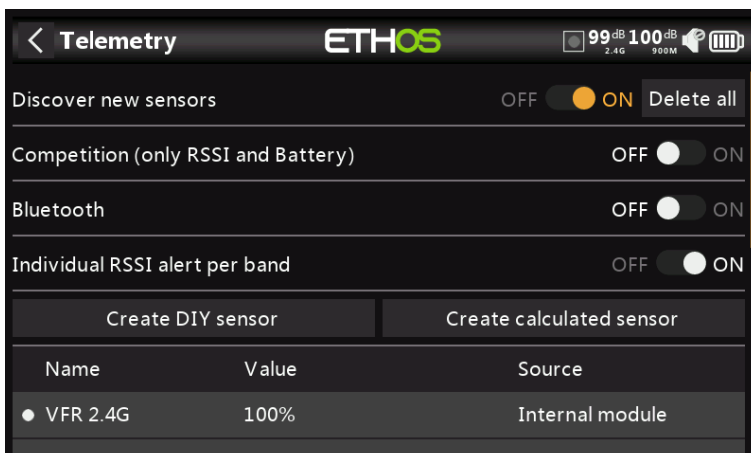 Telemetry ETHOS 99dB 2.4G 100dB 900M
Discover new sensors OFF ON Delete all
Competition (only RSSI and Battery) OFF ON
Bluetooth OFF ON
Individual RSSI alert per band OFF ON
Create DIY sensor Create calculated sensor
Name Value Source
VFR 2.4G 100% Internal module